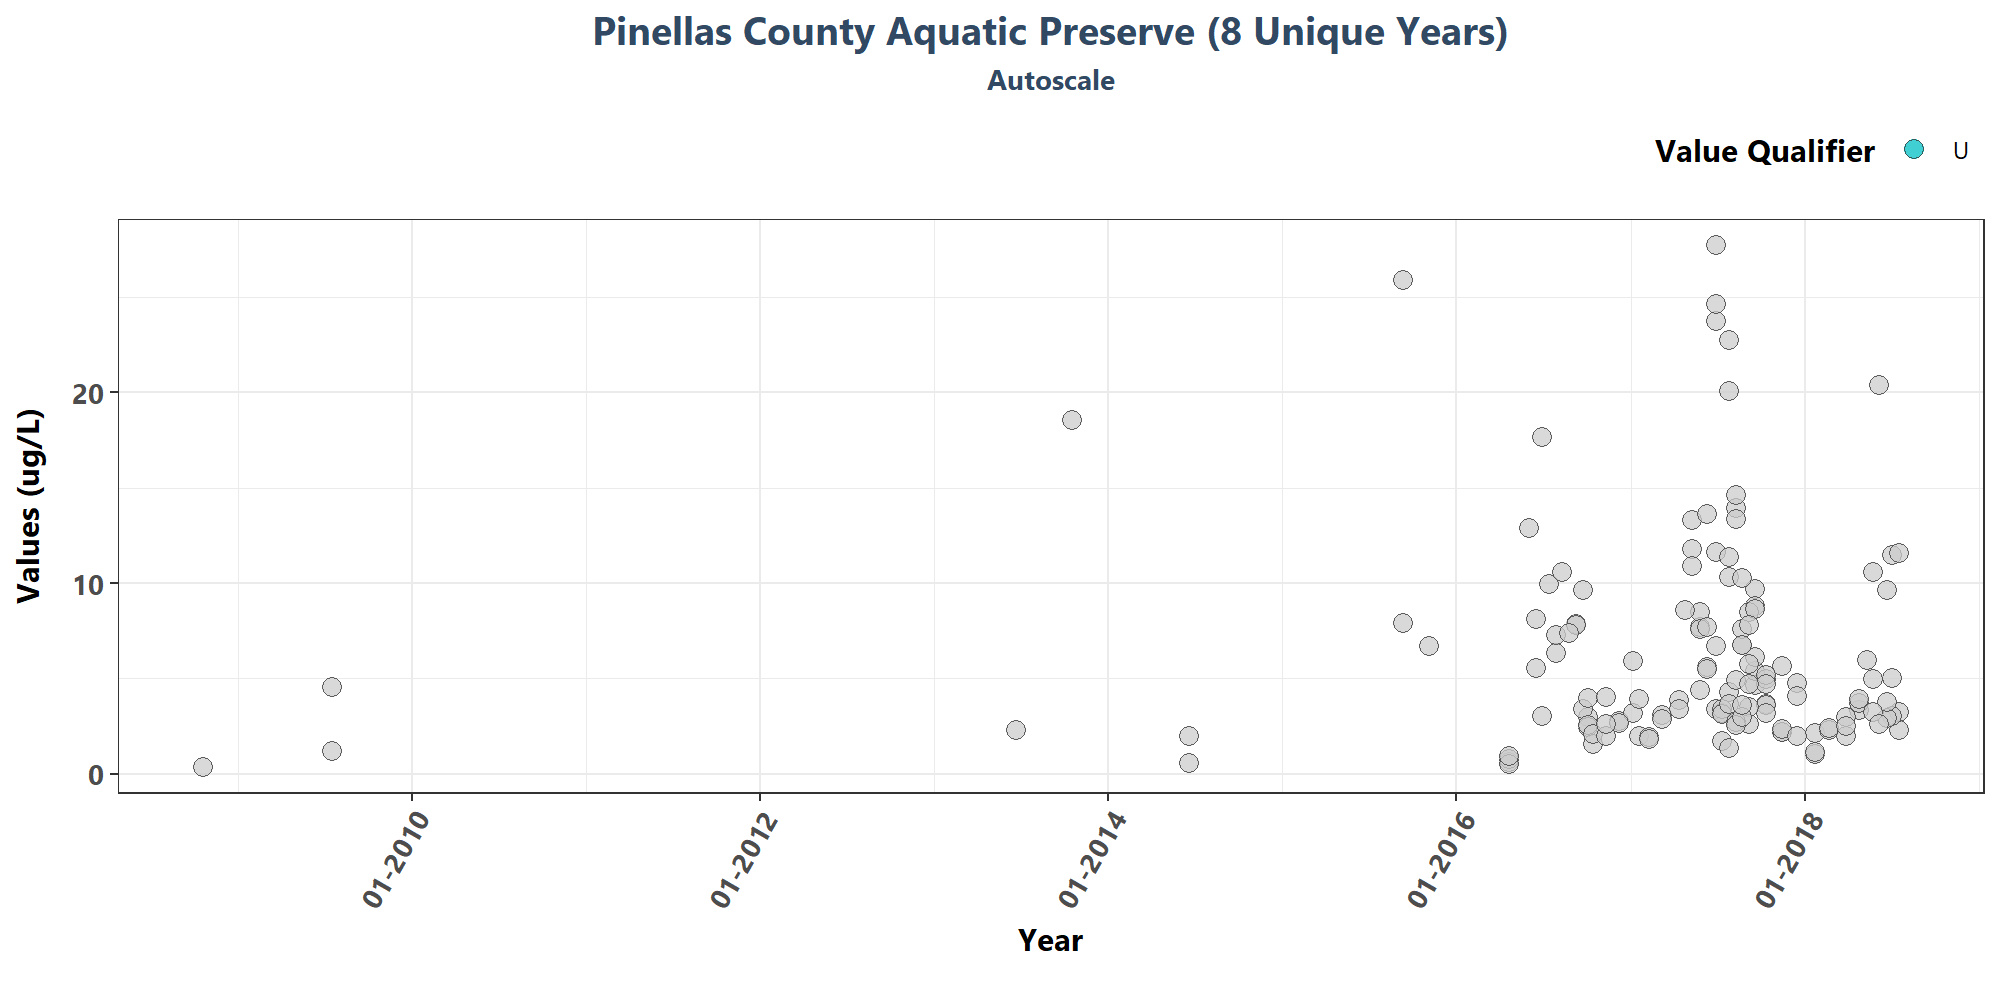 Pinellas County Aquatic Preserve (8 Unique Years)
Autoscale
Value Qualifier U
Values (ug/L)
20
10
0
01-2010 01-2012 01-2014 01-2016 01-2018
Year